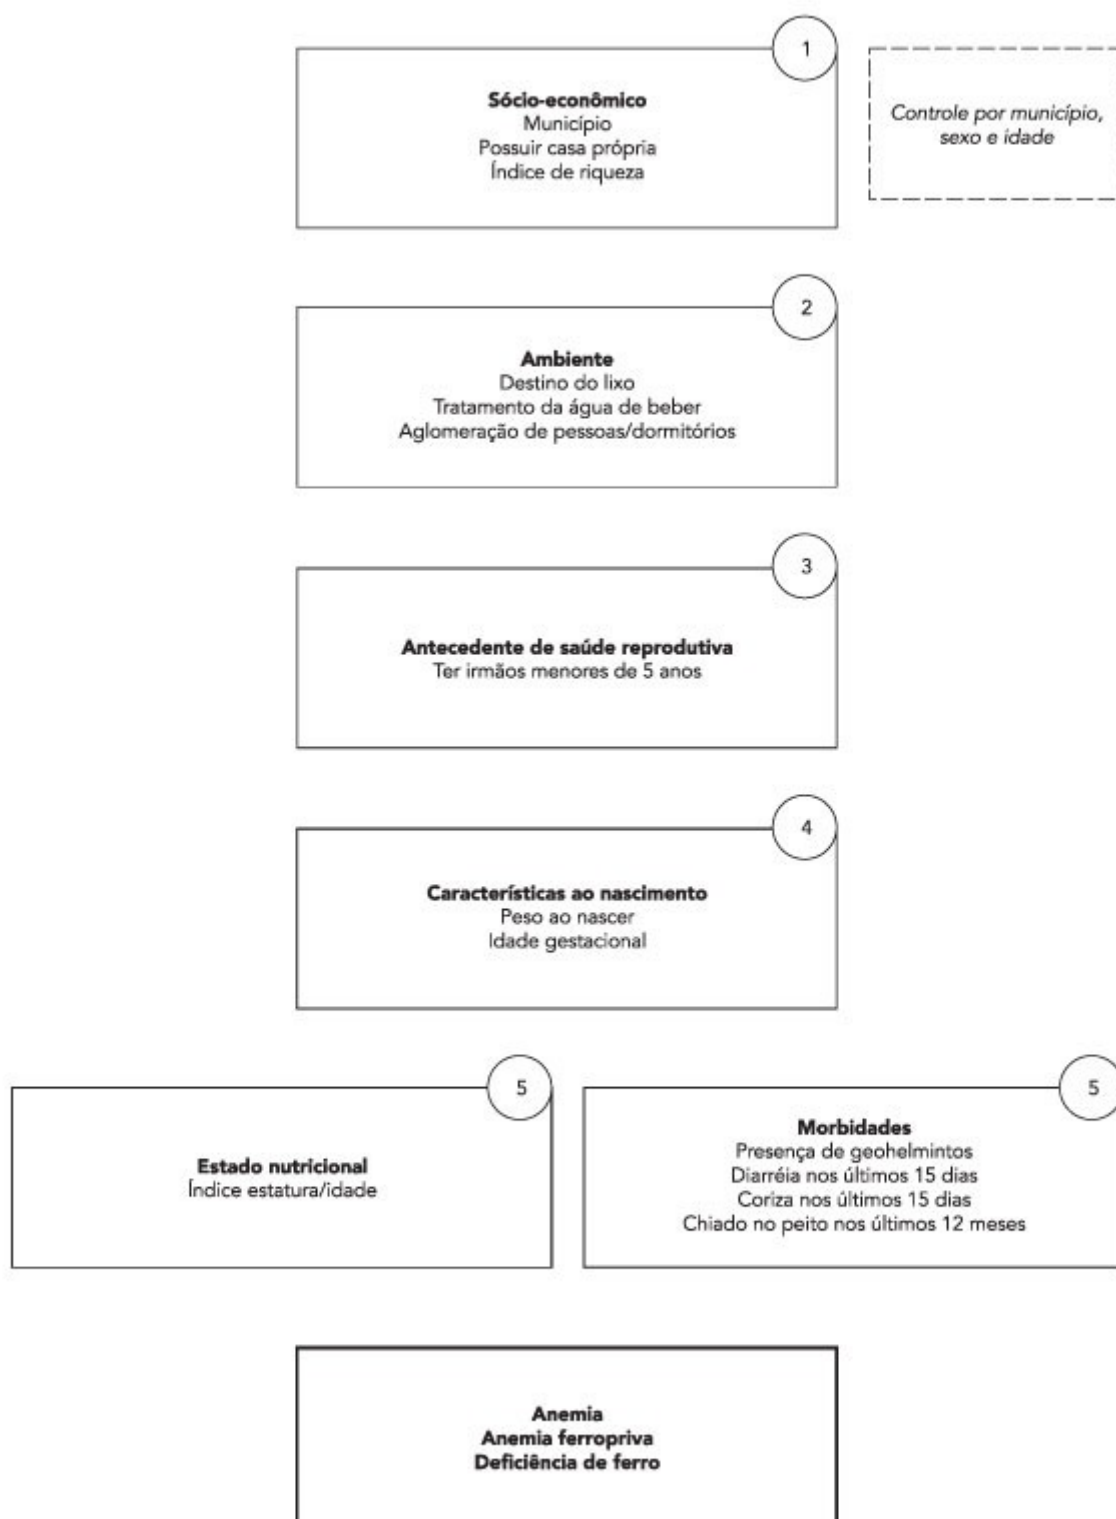 1
Sócio-econômico
Município
Possuir casa própria
Índice de riqueza
Controle por município,
sexo e idade
2
Ambiente
Destino do lixo
Tratamento da água de beber
Aglomeração de pessoas/dormitórios
3
Antecedente de saúde reprodutiva
Ter irmãos menores de 5 anos
4
Características ao nascimento
Peso ao nascer
Idade gestacional
5
Estado nutricional
Índice estatura/idade
5
Morbidades
Presença de geohelmintos
Diarréia nos últimos 15 dias
Coriza nos últimos 15 dias
Chiado no peito nos últimos 12 meses
Anemia
Anemia ferropriva
Deficiência de ferro